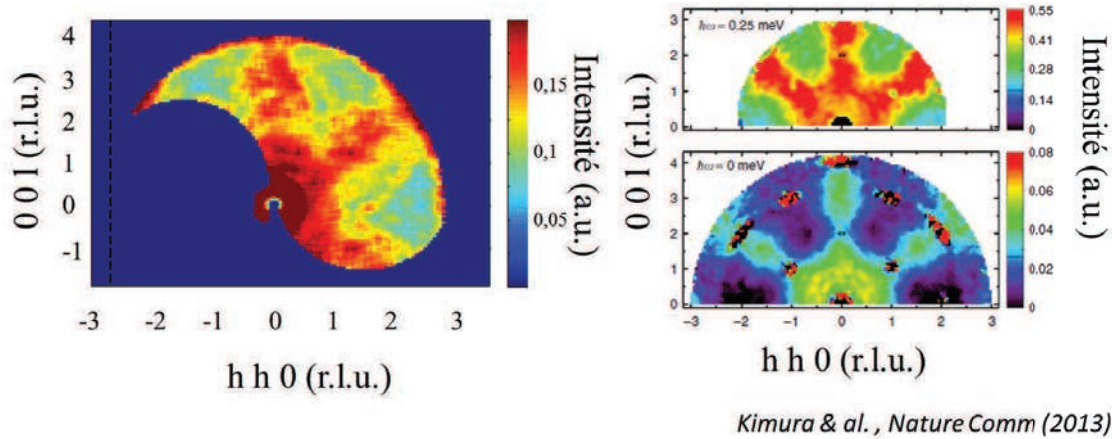 0 0 1 (r.l.u.)
4
3
2
1
0
-1
-3 -2 -1 0 1 2 3
h h 0 (r.l.u.)
0,15
0,1
0,05
Intensité (a.u.)
0 0 1 (r.l.u.)
ħω = 0.25 meV
3
2
1
0
0.55
0.41
0.28
0.14
0
Intensité (a.u.)
ħω = 0 meV
4
3
2
1
0
0.08
0.06
0.04
0.02
0
−3 −2 −1 0 1 2 3
h h 0 (r.l.u.)
Kimura & al. , Nature Comm (2013)